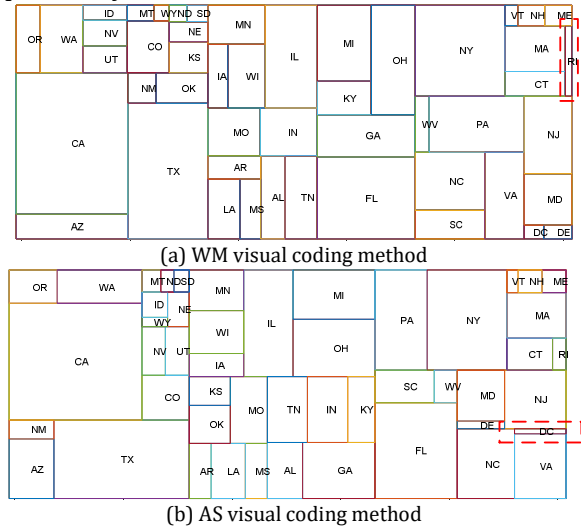 ID MT WY ND SD MN VT NH ME
OR WA NV CO NE IL MI OH NY MA RI
UT KS IA WI CT
NM OK KY
CA TX MO IN GA WV PA NJ
AR
AZ LA MS AL TN FL NC VA MD
SC DC DE
(a) WM visual coding method
OR WA MT ND SD MN MI VT NH ME
ID NE IL PA NY MA
WY WI
CA NV UT OH CT RI
IA
CO KS SC WV NJ
NM OK MO TN IN KY MD
DE DC
AZ TX AR LA MS AL GA FL NC VA
(b) AS visual coding method